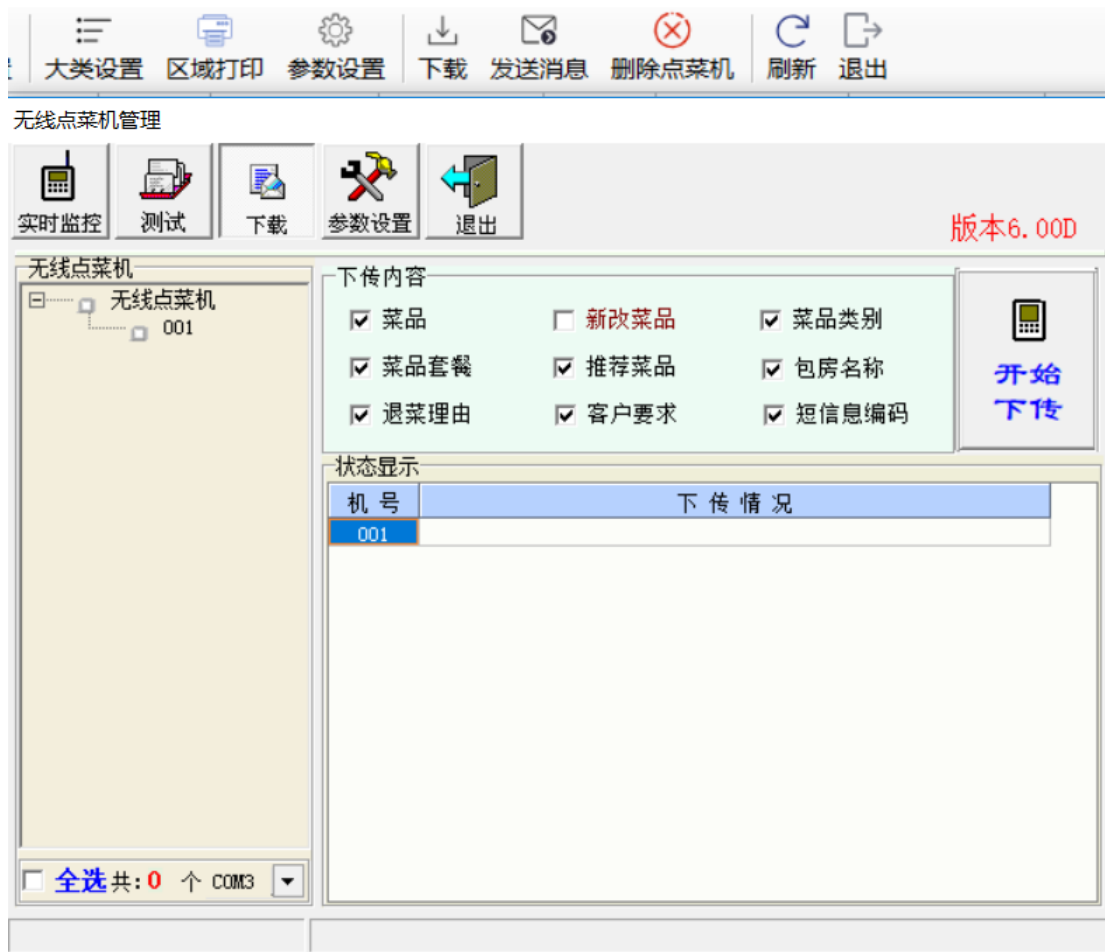 大类设置 区域打印 参数设置 下载 发送消息 删除点菜机 刷新 退出
无线点菜机管理
实时监控 测试 下载 参数设置 退出
版本6.00D
无线点菜机
无线点菜机
001
下传内容
菜品 新改菜品 菜品类别
菜品套餐 推荐菜品 包房名称
退菜理由 客户要求 短信息编码
开始
下传
状态显示
机号 下传情况
001
全选 共:0 个 COM3